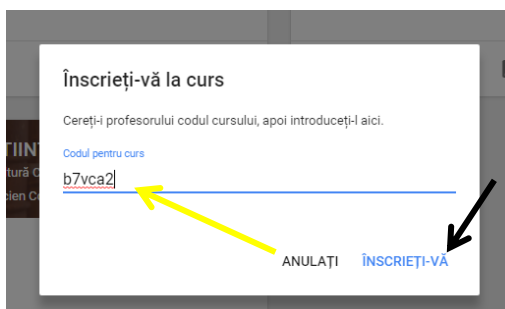 Înscrieți-vă la curs
Cereți-i profesorului codul cursului, apoi introduceți-l aici.
Codul pentru curs
b7vca2
ANULAȚI ÎNSCRIEȚI-VĂ